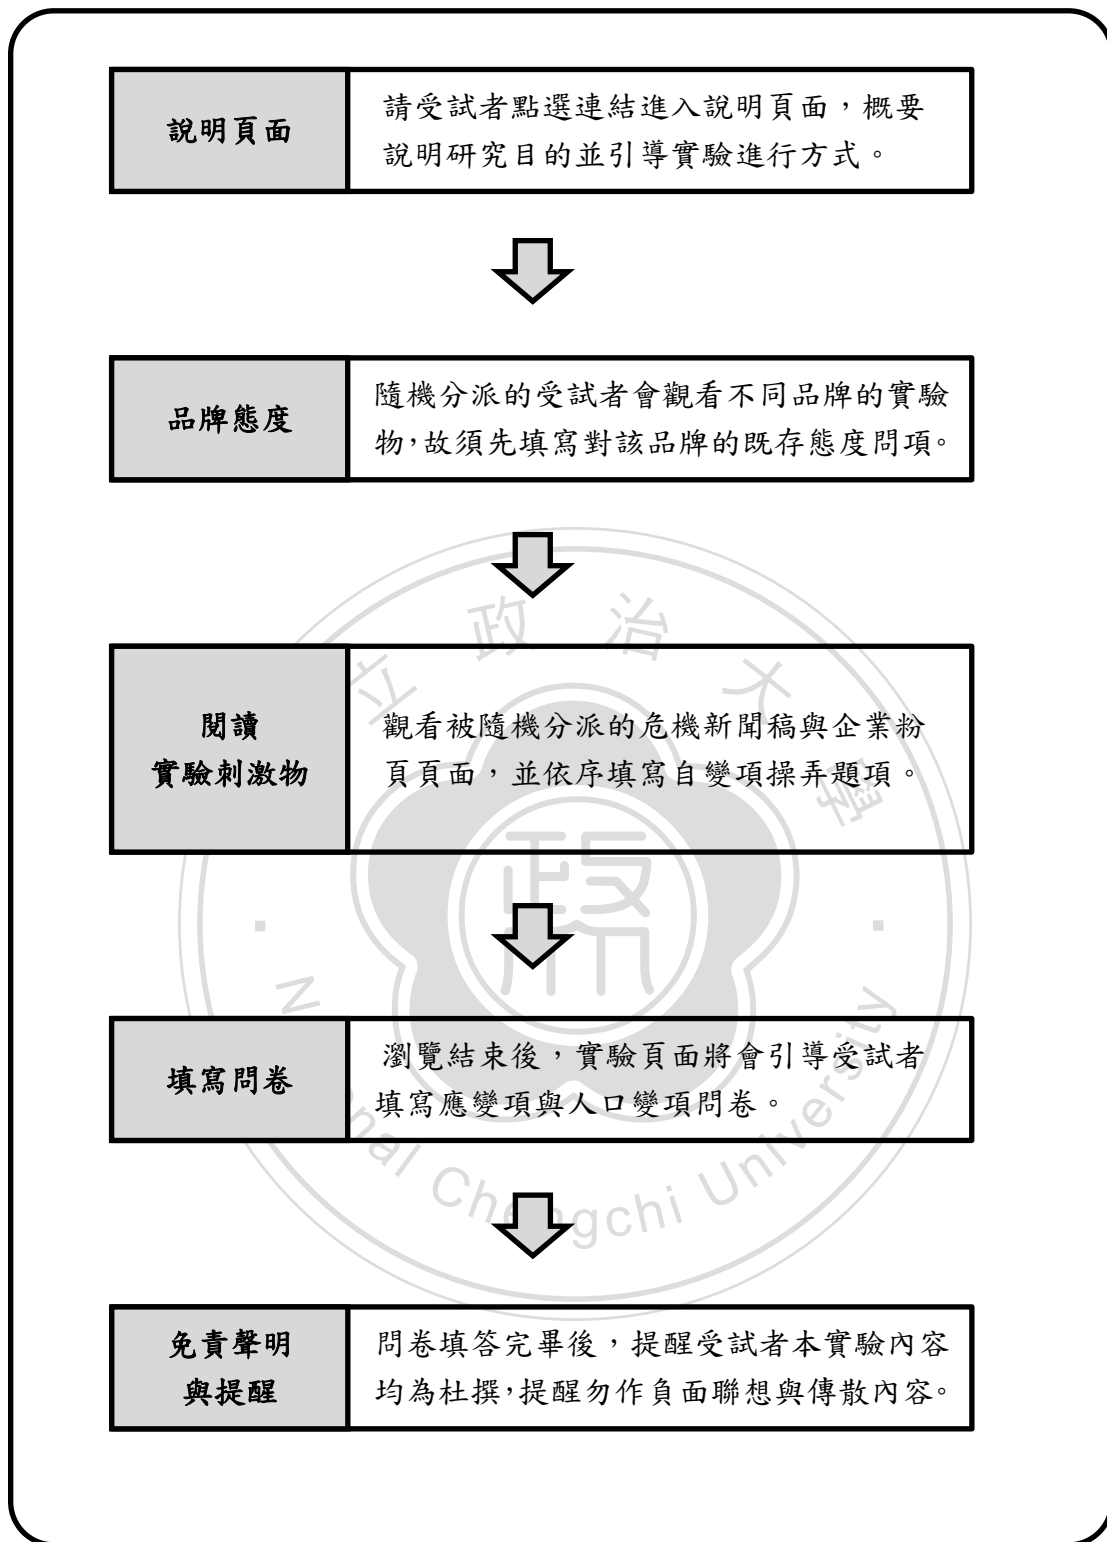 說明頁面
請受試者點選連結進入說明頁面，概要
說明研究目的並引導實驗進行方式。
品牌態度
隨機分派的受試者會觀看不同品牌的實驗
物，故須先填寫對該品牌的既存態度問項。
閱讀
實驗刺激物
觀看被隨機分派的危機新聞稿與企業粉
頁頁面，並依序填寫自變項操弄題項。
填寫問卷
瀏覽結束後，實驗頁面將會引導受試者
填寫應變項與人口變項問卷。
免責聲明
與提醒
問卷填答完畢後，提醒受試者本實驗內容
均為杜撰，提醒勿作負面聯想與傳散內容。
立政治大學
政
Chengchi University